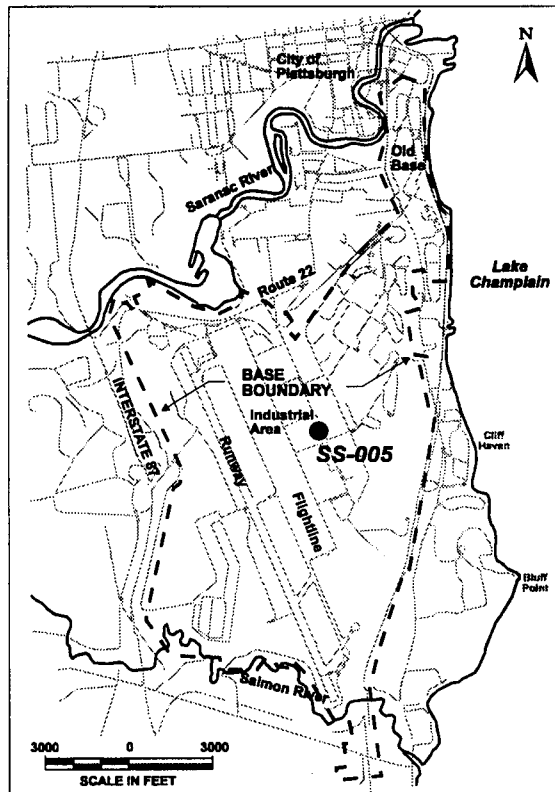 City of
Plattsburgh
N
Old
Base
Saranac River
Lake
Champlain
Route 22
INTERSTATE 87
BASE
BOUNDARY
Industrial
Area
SS-005
Runway
Flightline
Cliff
Haven
Bluff
Point
Salmon River
3000 0 3000
SCALE IN FEET